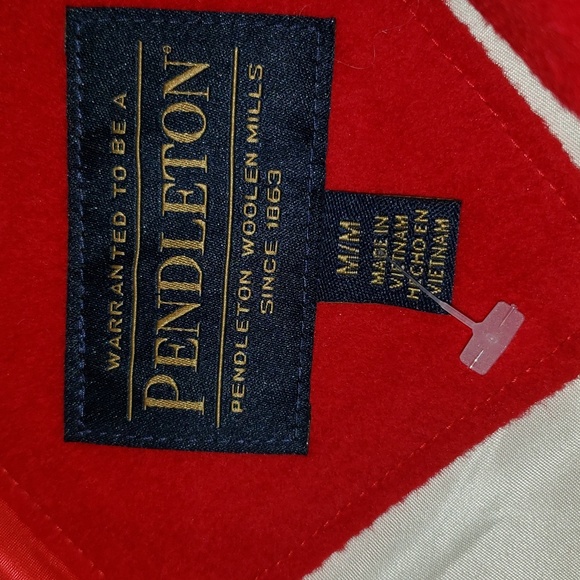 WARRANTED TO BE A
PENDLETON®
PENDLETON WOOLEN MILLS
SINCE 1863
M/M
MADE IN
VIETNAM
HECHO EN
VIETNAM